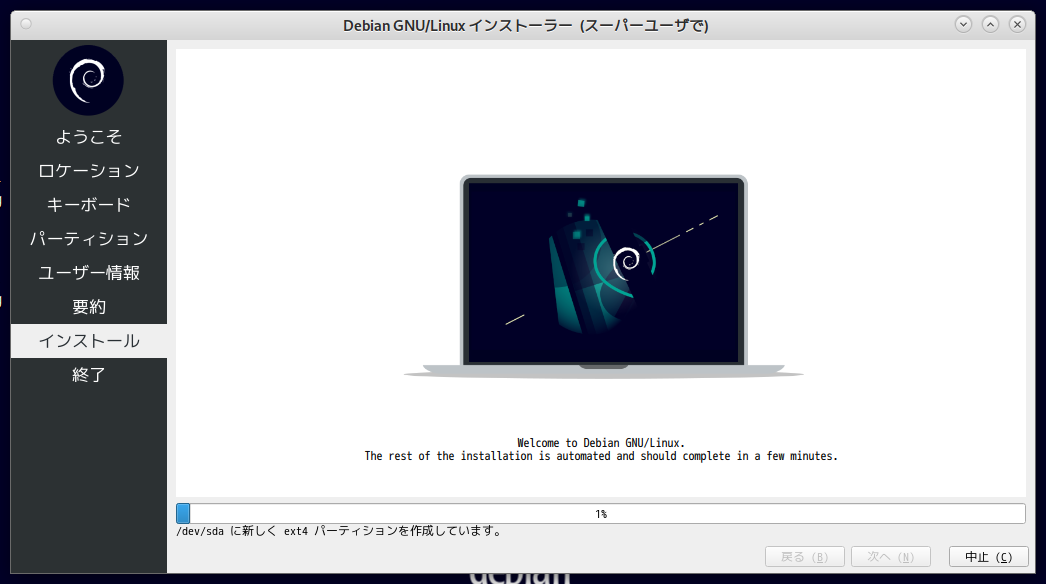 Debian GNU/Linux インストーラー (スーパーユーザで)
ようこそ
ロケーション
キーボード
パーティション
ユーザー情報
要約
インストール
終了
Welcome to Debian GNU/Linux.
The rest of the installation is automated and should complete in a few minutes.
1%
/dev/sda に新しく ext4 パーティションを作成しています。
戻る (B)
次へ (N)
中止 (C)
debian